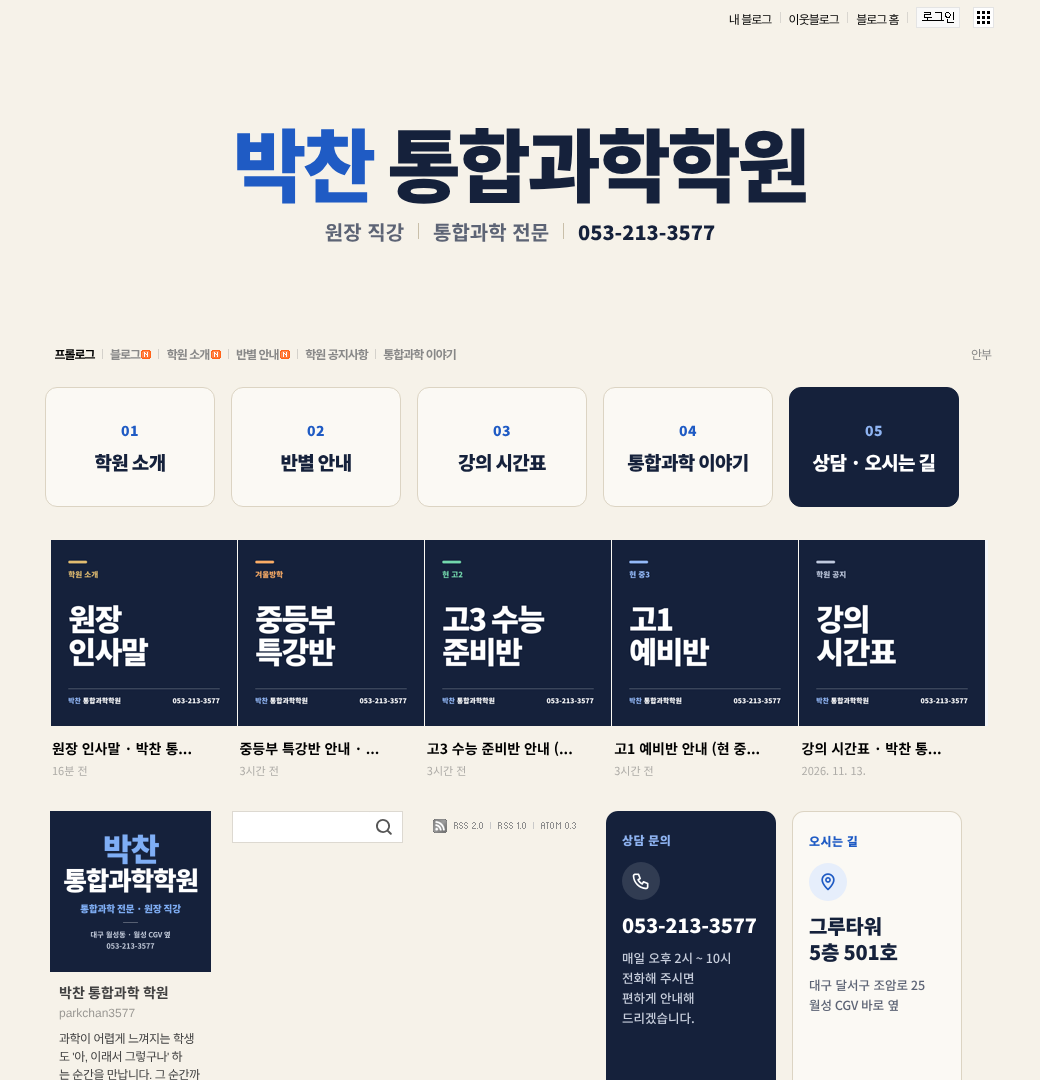 내 블로그 이웃블로그 블로그 홈 로그인
박찬 통합과학학원
원장 직강 통합과학 전문 053-213-3577
프롤로그 블로그 N 학원 소개 N 반별 안내 N 학원 공지사항 통합과학 이야기 안부
01 02 03 04 05
학원 소개 반별 안내 강의 시간표 통합과학 이야기 상담 · 오시는 길
학원 소개
원장
인사말
박찬 통합과학학원 053-213-3577
겨울방학
중등부
특강반
박찬 통합과학학원 053-213-3577
현 고2
고3 수능
준비반
박찬 통합과학학원 053-213-3577
현 중3
고1
예비반
박찬 통합과학학원 053-213-3577
학원 공지
강의
시간표
박찬 통합과학학원 053-213-3577
원장 인사말 · 박찬 통...
16분 전
중등부 특강반 안내 · ...
3시간 전
고3 수능 준비반 안내 (...
3시간 전
고1 예비반 안내 (현 중...
3시간 전
강의 시간표 · 박찬 통...
2026. 11. 13.
박찬
통합과학학원
통합과학 전문 · 원장 직강
대구 월성동 · 월성 CGV 옆
053-213-3577
박찬 통합과학 학원
parkchan3577
과학이 어렵게 느껴지는 학생
도 '아, 이래서 그렇구나' 하
는 순간을 만납니다. 그 순간까
RSS 2.0 RSS 1.0 ATOM 0.3
상담 문의
053-213-3577
매일 오후 2시 ~ 10시
전화해 주시면
편하게 안내해
드리겠습니다.
오시는 길
그루타워
5층 501호
대구 달서구 조암로 25
월성 CGV 바로 옆